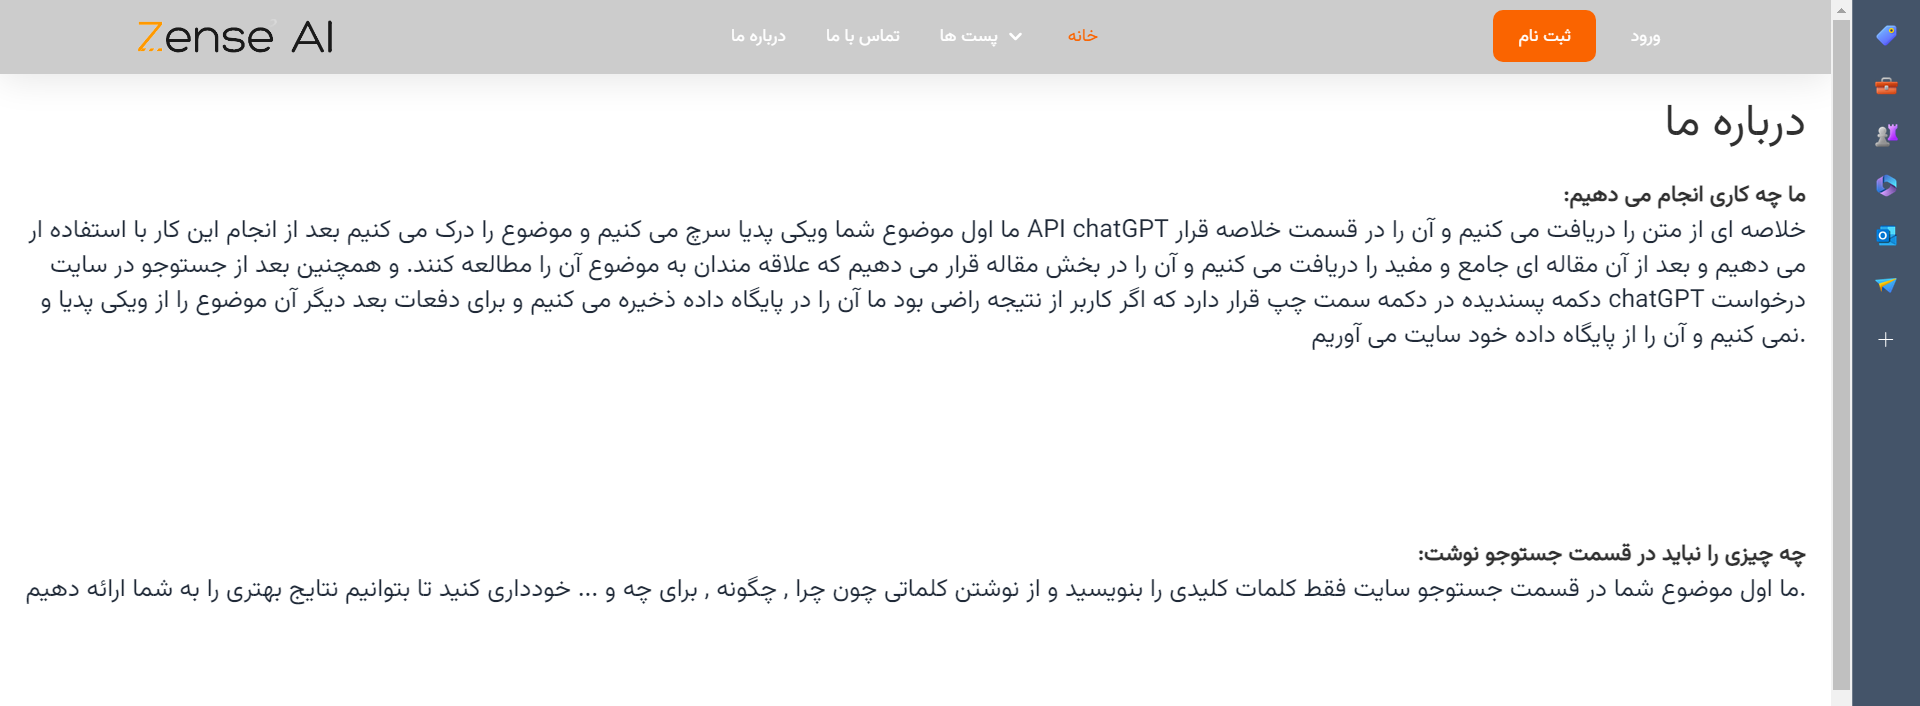 Zense AI
درباره ما
تماس با ما
پست ها
خانه
ثبت نام
ورود
درباره ما
ما چه کاری انجام می دهیم:
خلاصه ای از متن را دریافت می کنیم و آن را در قسمت خلاصه قرار API chatGPT ما اول موضوع شما ویکی پدیا سرچ می کنیم و موضوع را درک می کنیم بعد از انجام این کار با استفاده از
می دهیم و بعد از آن مقاله ای جامع و مفید را دریافت می کنیم و آن را در بخش مقاله قرار می دهیم که علاقه مندان به موضوع آن را مطالعه کنند. و همچنین بعد از جستوجو در سایت
درخواست chatGPT دکمه پسندیده در دکمه سمت چپ قرار دارد که اگر کاربر از نتیجه راضی بود ما آن را در پایگاه داده ذخیره می کنیم و برای دفعات بعد دیگر آن موضوع را از ویکی پدیا و
.نمی کنیم و آن را از پایگاه داده خود سایت می آوریم
چه چیزی را نباید در قسمت جستوجو نوشت:
.ما اول موضوع شما در قسمت جستوجو سایت فقط کلمات کلیدی را بنویسید و از نوشتن کلماتی چون چرا , چگونه , برای چه و ... خودداری کنید تا بتوانیم نتایج بهتری را به شما ارائه دهیم